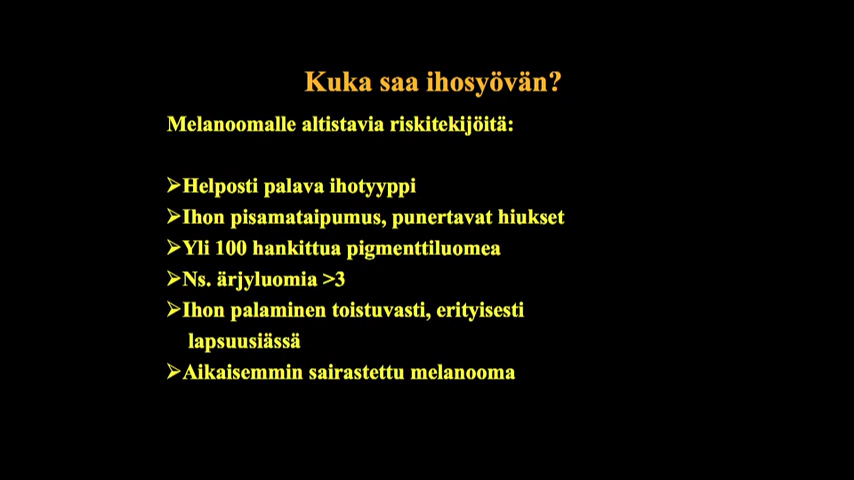 Kuka saa ihosyövän?
Melanoomalle altistavia riskitekijöitä:
➢Helposti palava ihotyyppi
➢Ihon pisamataipumus, punertavat hiukset
➢Yli 100 hankittua pigmenttiluomea
➢Ns. ärjyluomia >3
➢Ihon palaminen toistuvasti, erityisesti
lapsuusiässä
➢Aikaisemmin sairastettu melanooma